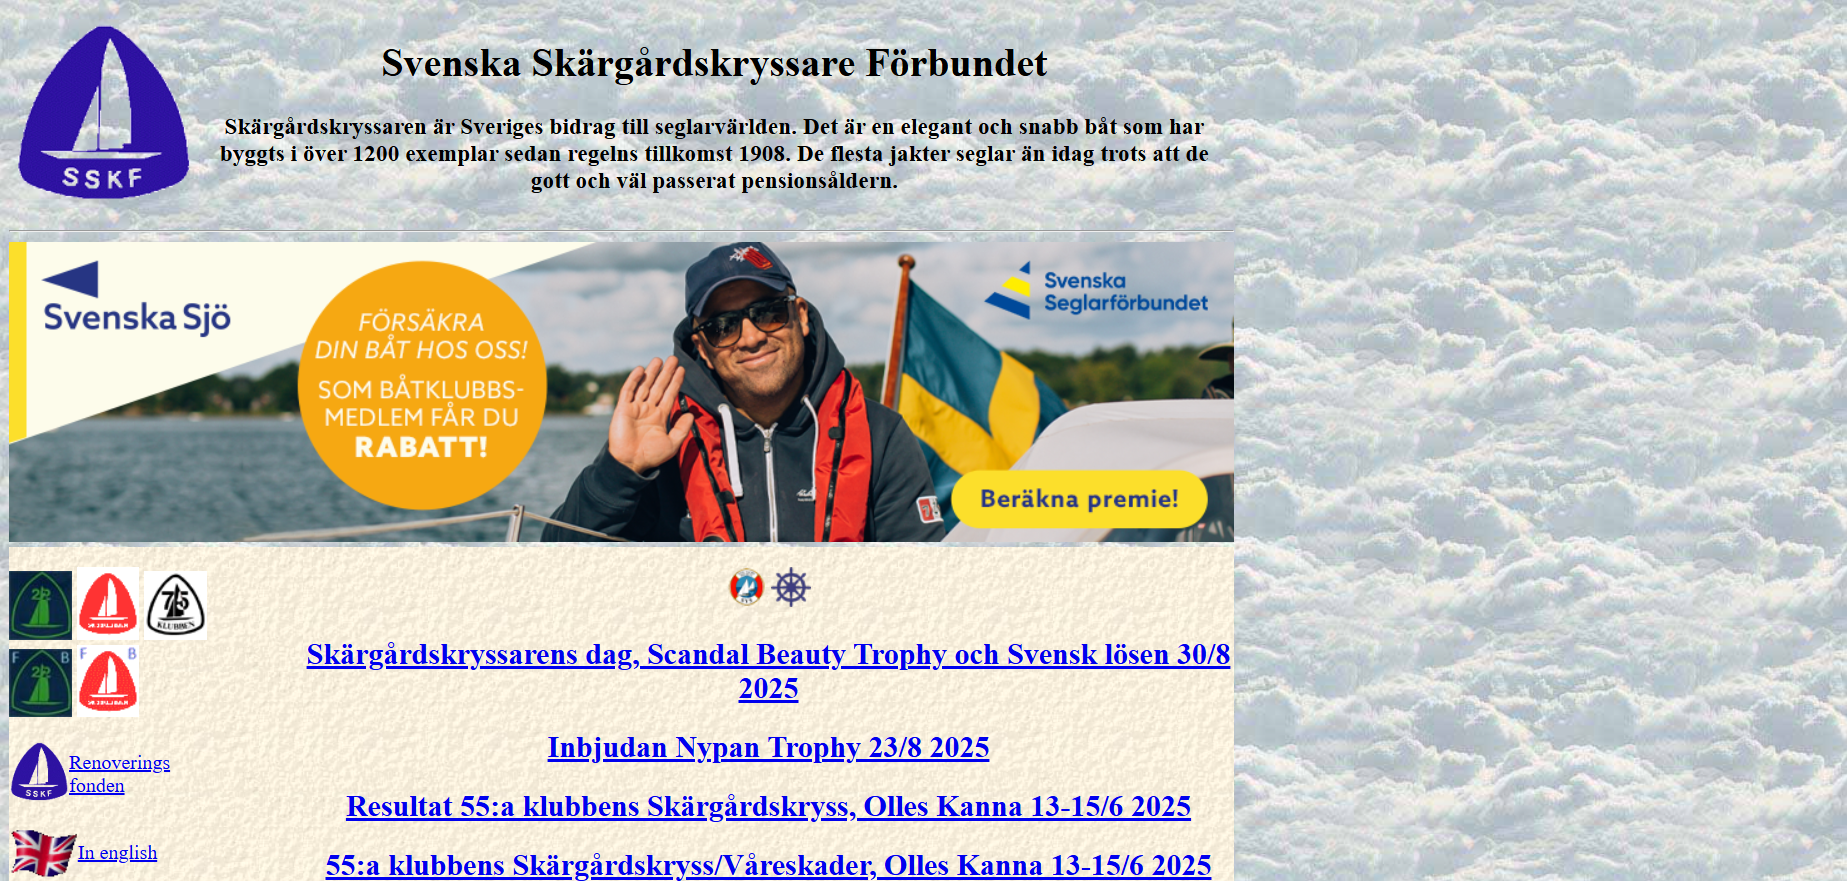 SSKF
Svenska Skärgårdskryssare Förbundet
Skärgårdskryssaren är Sveriges bidrag till seglarvärlden. Det är en elegant och snabb båt som har
byggts i över 1200 exemplar sedan regelns tillkomst 1908. De flesta jakter seglar än idag trots att de
gott och väl passerat pensionsåldern.
Svenska Sjö
FÖRSÄKRA
DIN BÅT HOS OSS!
SOM BÅTKLUBBS-
MEDLEM FÅR DU
RABATT!
Svenska
Seglarförbundet
Beräkna premie!
22
75
KLUBBEN
F B
22
F B
SSKF
Renoverings
fonden
In english
Skärgårdskryssarens dag, Scandal Beauty Trophy och Svensk lösen 30/8
2025
Inbjudan Nypan Trophy 23/8 2025
Resultat 55:a klubbens Skärgårdskryss, Olles Kanna 13-15/6 2025
55:a klubbens Skärgårdskryss/Våreskader, Olles Kanna 13-15/6 2025